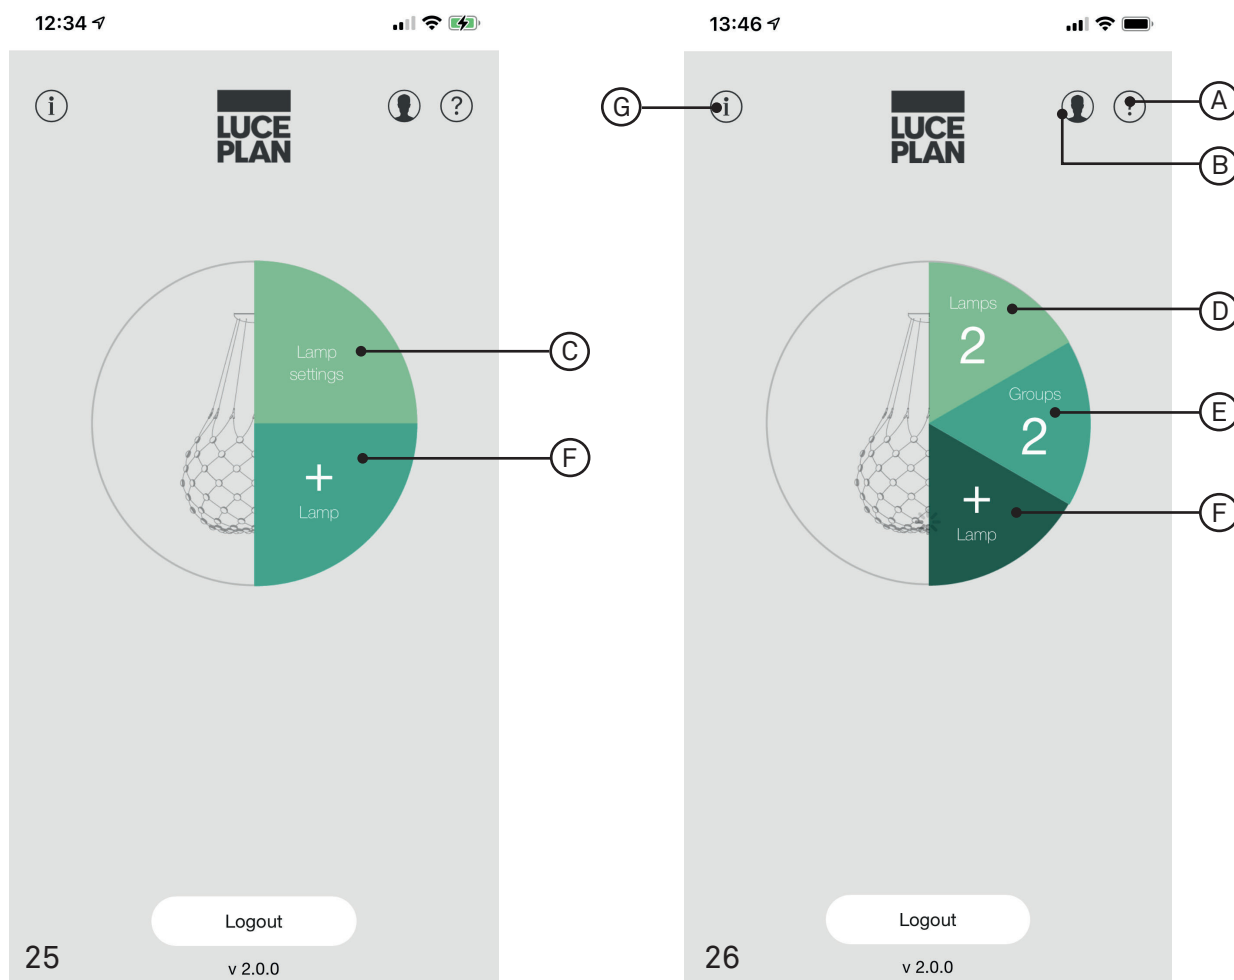 12:34
i
LUCE
PLAN
?
Lamp
settings
C
+
Lamp
F
Logout
25
v 2.0.0
13:46
G
i
LUCE
PLAN
?
A
B
Lamps
2
D
Groups
2
E
+
Lamp
F
Logout
26
v 2.0.0